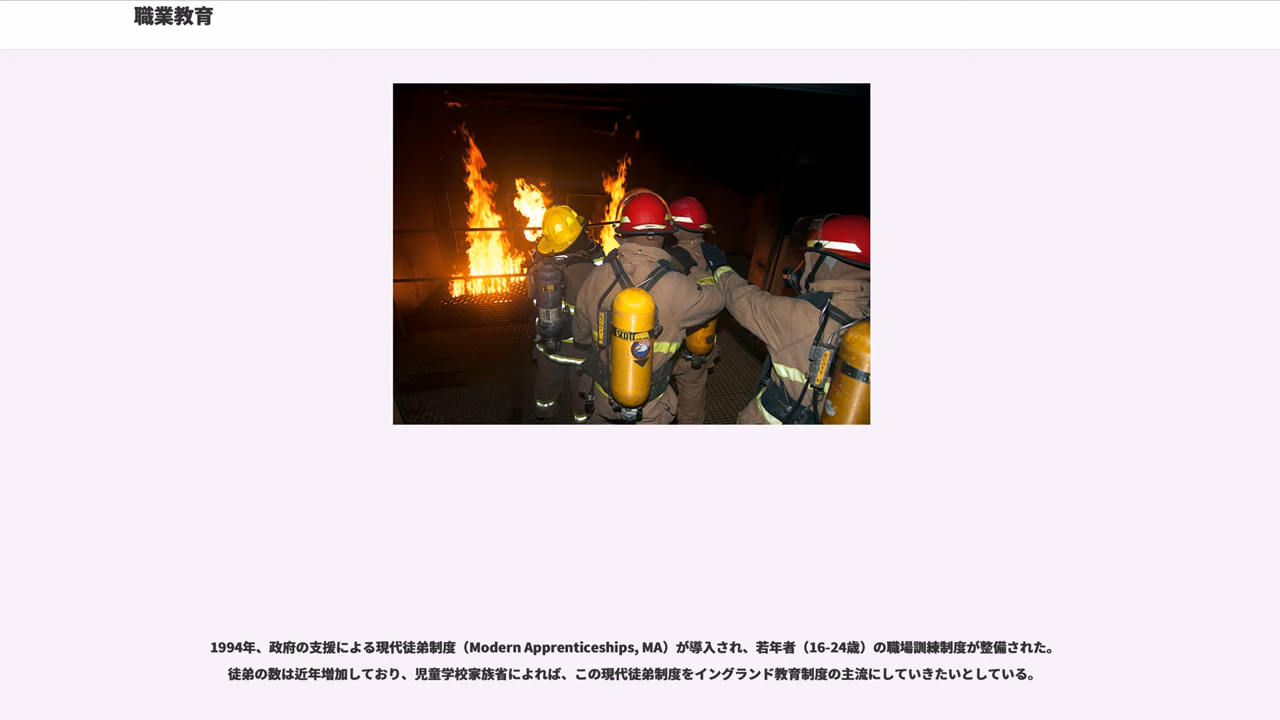 職業教育
SCOTT
1994年、政府の支援による現代徒弟制度（Modern Apprenticeships, MA）が導入され、若年者（16-24歳）の職場訓練制度が整備された。
徒弟の数は近年増加しており、児童学校家族省によれば、この現代徒弟制度をイングランド教育制度の主流にしていきたいとしている。